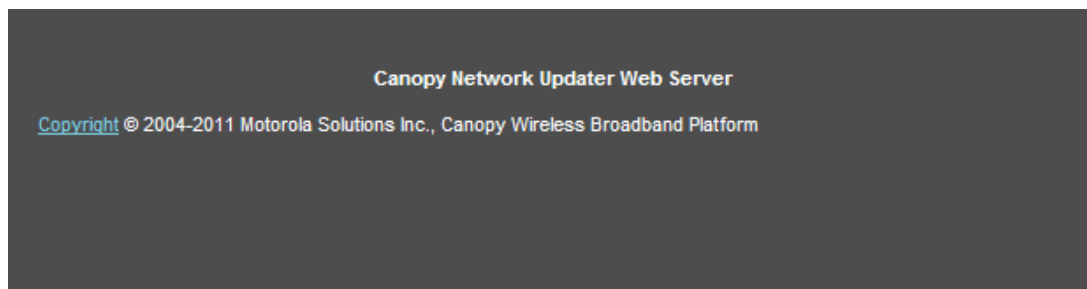 Canopy Network Updater Web Server
Copyright © 2004-2011 Motorola Solutions Inc., Canopy Wireless Broadband Platform